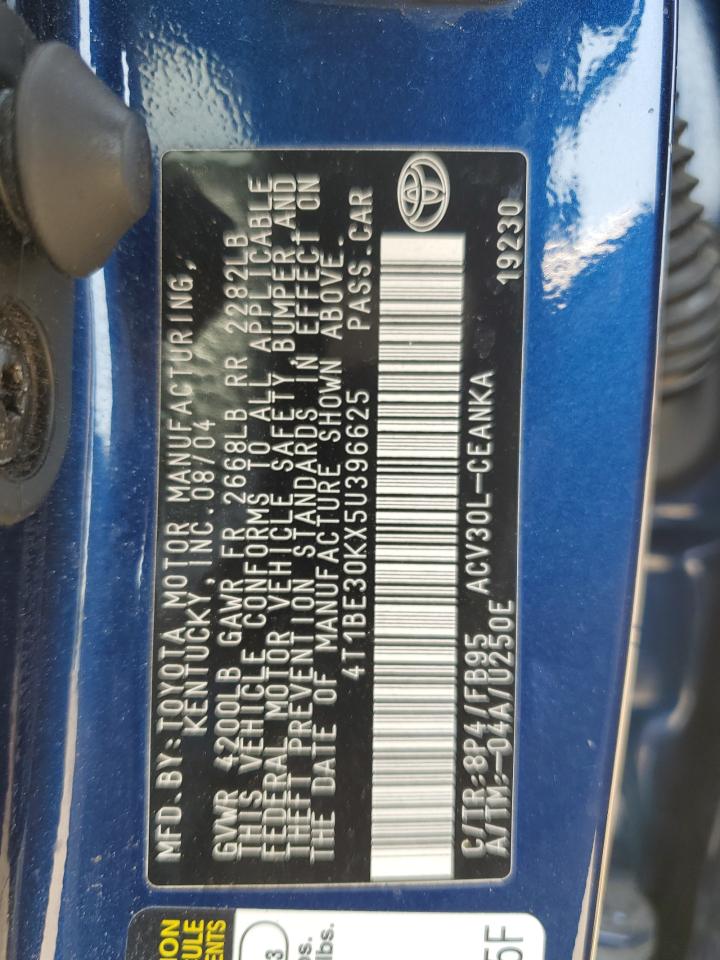 MFD.BY:TOYOTA MOTOR MANUFACTURING,
KENTUCKY, INC.08/04
GVWR 4200LB GAWR FR 2668LB RR 2282LB
THIS VEHICLE CONFORMS TO ALL APPLICABLE
FEDERAL MOTOR VEHICLE SAFETY, BUMPER AND
THEFT PREVENTION STANDARDS IN EFFECT ON
THE DATE OF MANUFACTURE SHOWN ABOVE.
4T1BE30KX5U396625 PASS CAR
C/TR:8P4/FB95 ACV30L-CEANKA
A/TM:-04A/U250E 19230